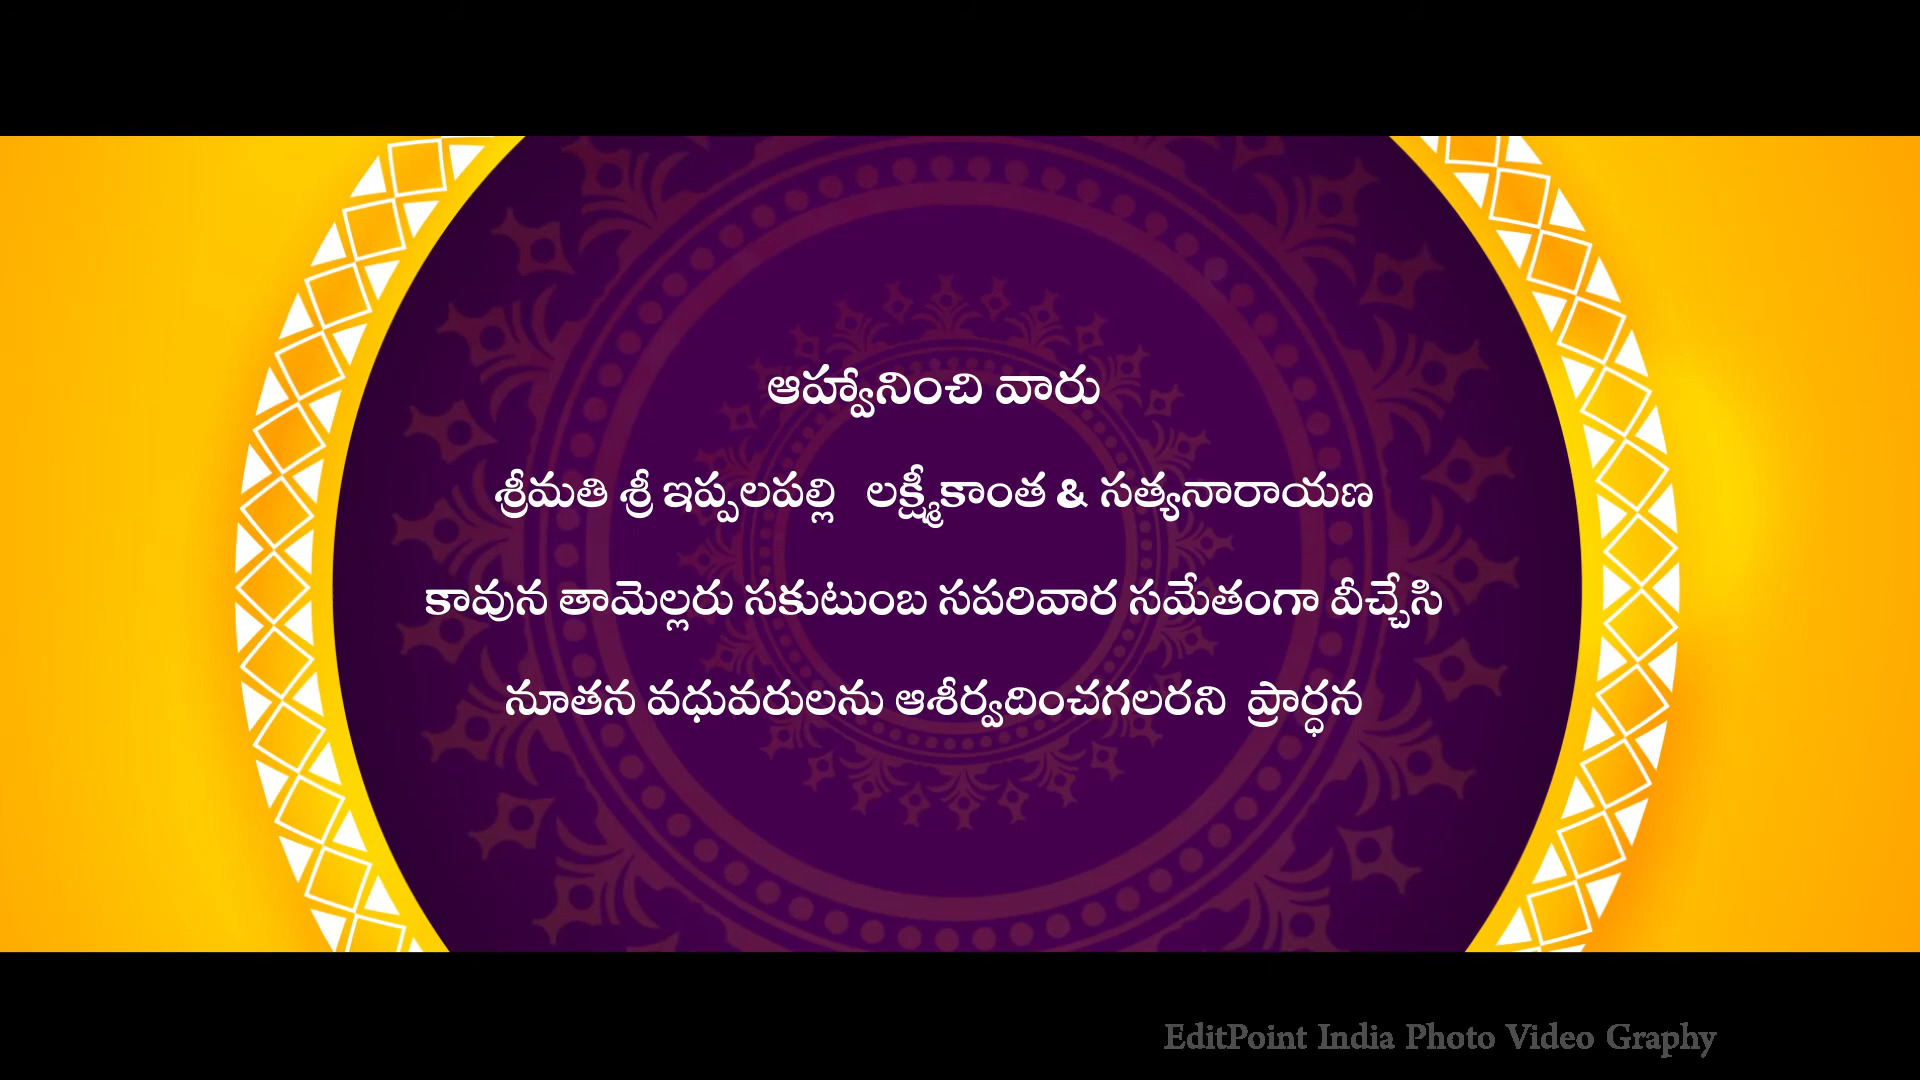 ఆహ్వానించి వారు
శ్రీమతి శ్రీ ఇప్పలపల్లి లక్ష్మీకాంత & సత్యనారాయణ
కావున తామెల్లరు సకుటుంబ సపరివార సమేతంగా వీచ్చేసి
నూతన వధువరులను ఆశీర్వదించగలరని ప్రార్ధన
EditPoint India Photo Video Graphy